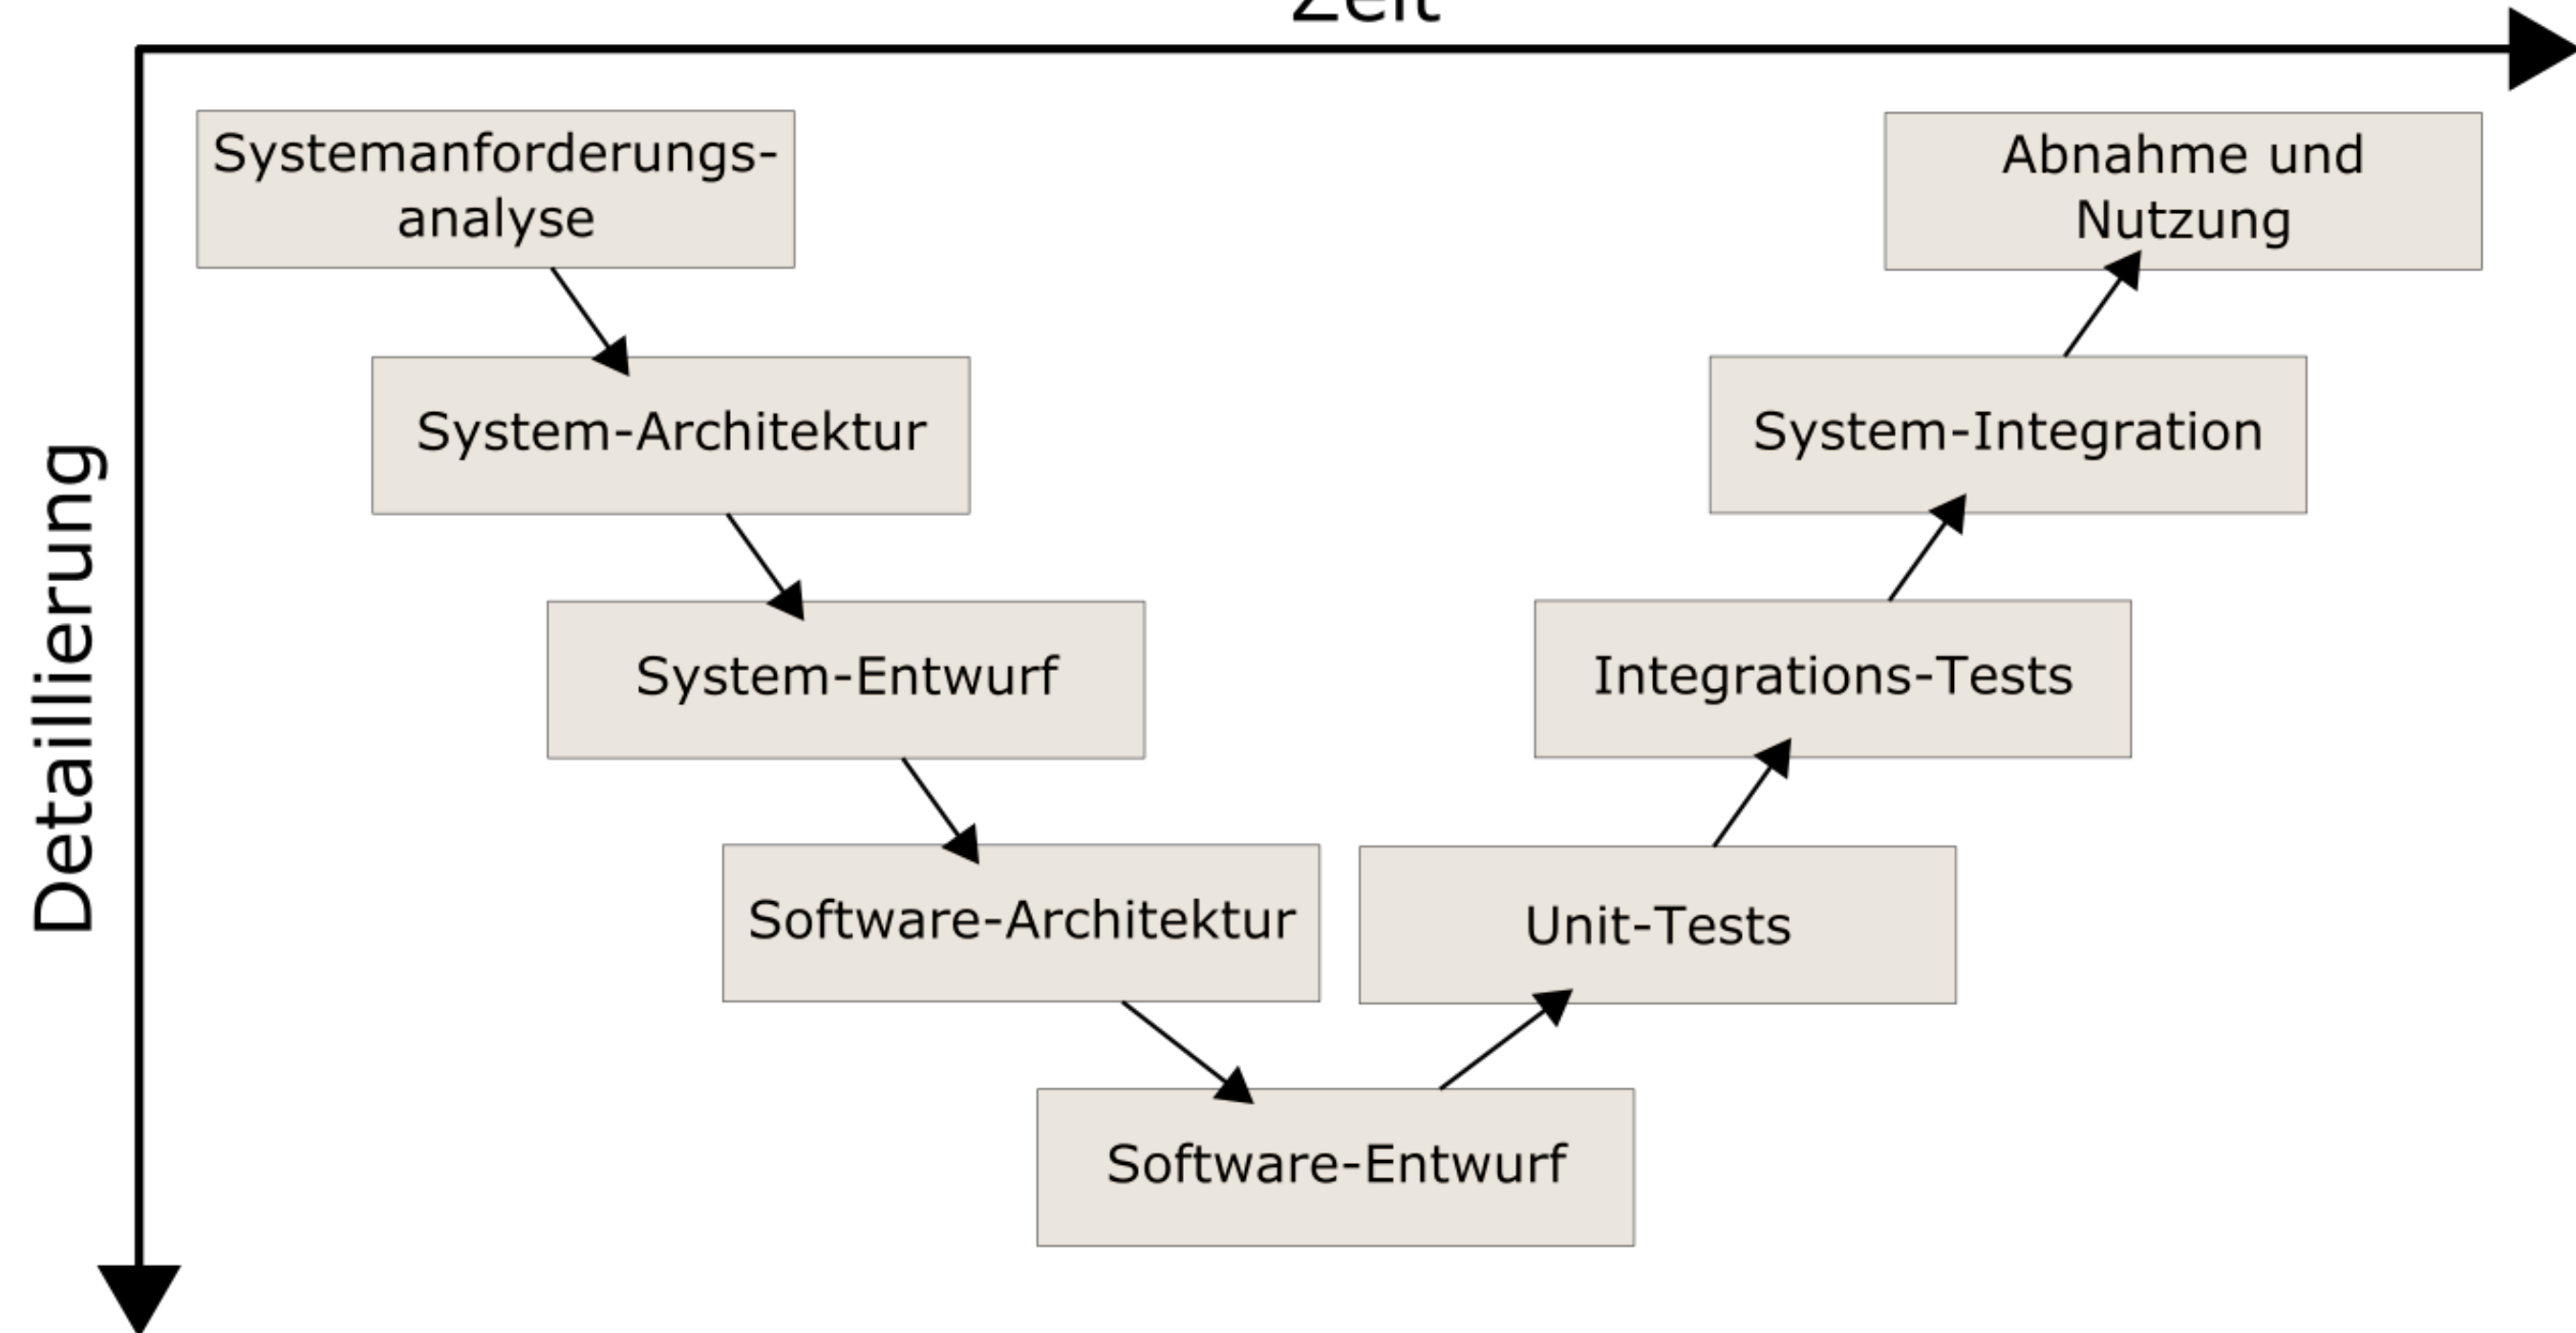 Zeit
Systemanforderungs-
analyse
Abnahme und
Nutzung
System-Architektur
System-Integration
Detaillierung
System-Entwurf
Integrations-Tests
Software-Architektur
Unit-Tests
Software-Entwurf